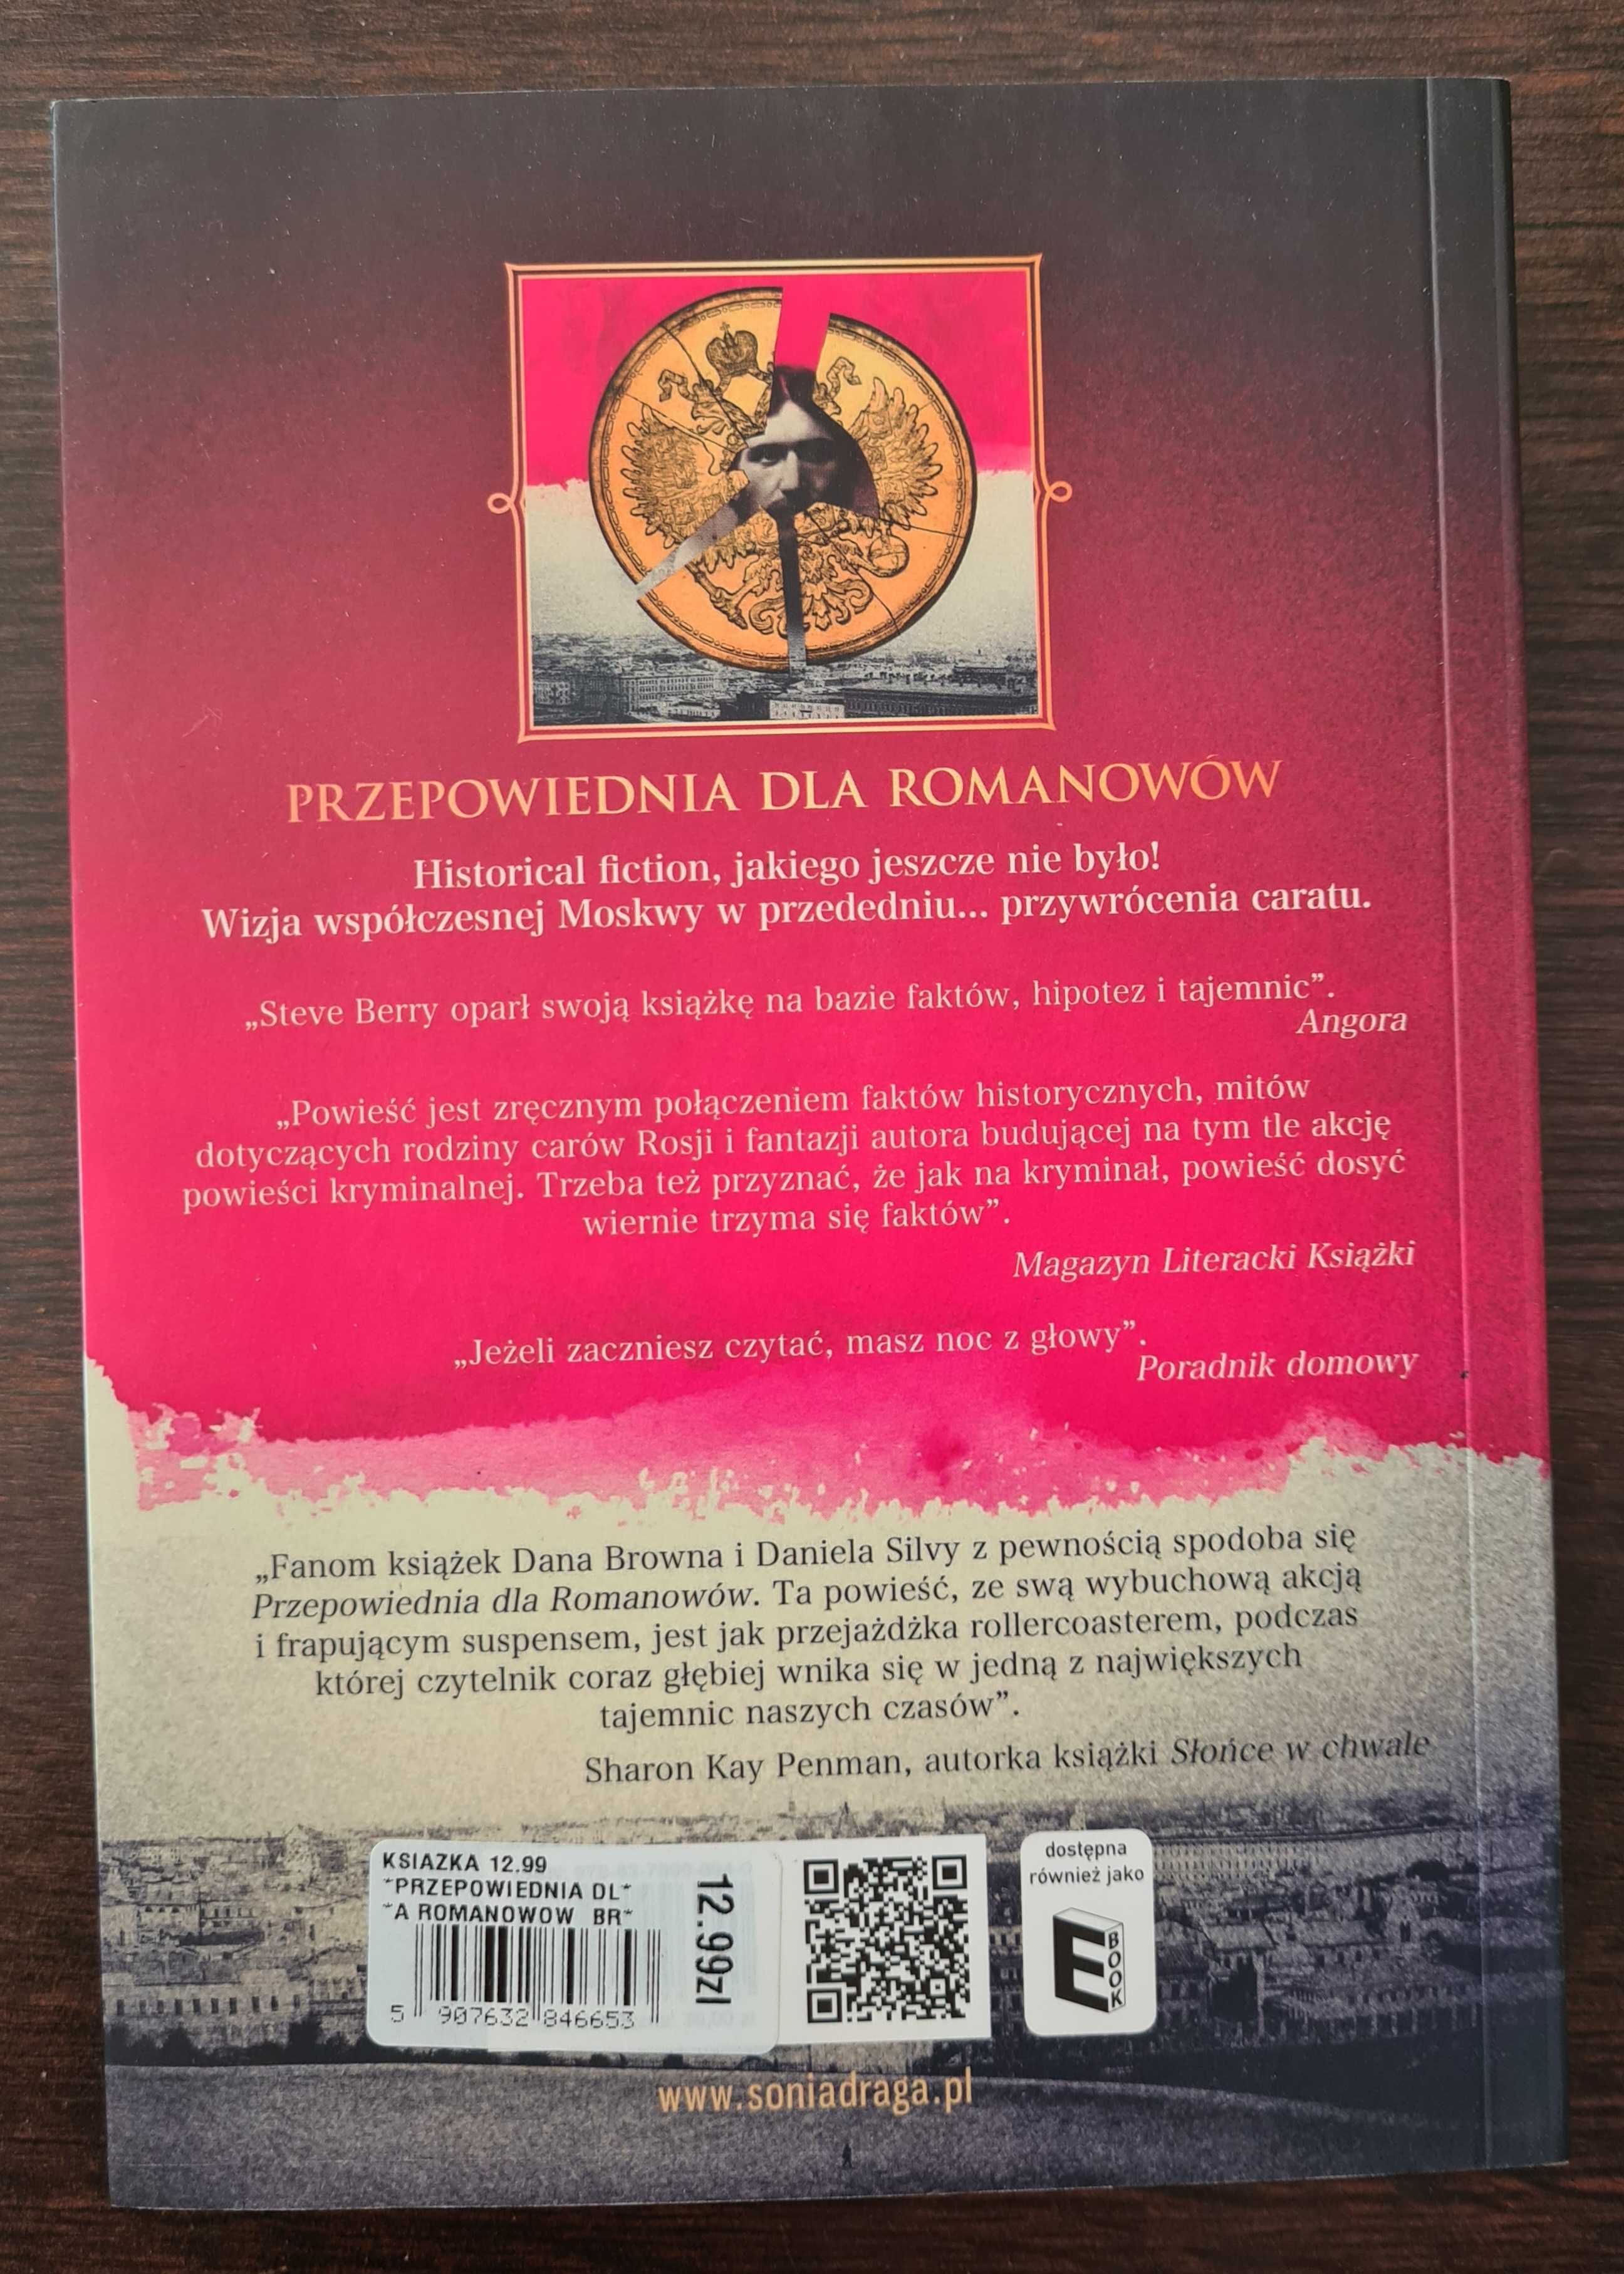 PRZEPOWIEDNIA DLA ROMANOWÓW
Historical fiction, jakiego jeszcze nie było!
Wizja współczesnej Moskwy w przededniu... przywrócenia caratu.
„Steve Berry oparł swoją książkę na bazie faktów, hipotez i tajemnic”.
Angora
„Powieść jest zręcznym połączeniem faktów historycznych, mitów
dotyczących rodziny carów Rosji i fantazji autora budującej na tym tle akcję
powieści kryminalnej. Trzeba też przyznać, że jak na kryminał, powieść dosyć
wiernie trzyma się faktów”.
Magazyn Literacki Książki
„Jeżeli zaczniesz czytać, masz noc z głowy”.
Poradnik domowy
„Fanom książek Dana Browna i Daniela Silvy z pewnością spodoba się
Przepowiednia dla Romanowów. Ta powieść, ze swą wybuchową akcją
i frapującym suspensem, jest jak przejażdżka rollercoasterem, podczas
której czytelnik coraz głębiej wnika się w jedną z największych
tajemnic naszych czasów”.
Sharon Kay Penman, autorka książki Słońce w chwale
KSIAZKA 12.99
*PRZEPOWIEDNIA DL*
*A ROMANOWOW BR*
5 907632 846653
12.99zl
dostępna
również jako
EBOOK
www.soniadraga.pl